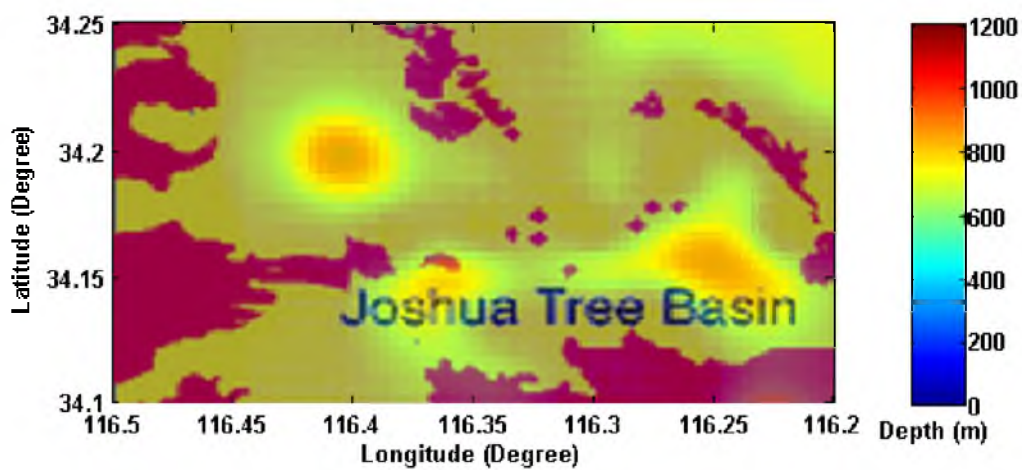 34.25
34.2
34.15
34.1
Latitude (Degree)
Joshua Tree Basin
116.5 116.45 116.4 116.35 116.3 116.25 116.2
Longitude (Degree)
1200
1000
800
600
400
200
0
Depth (m)